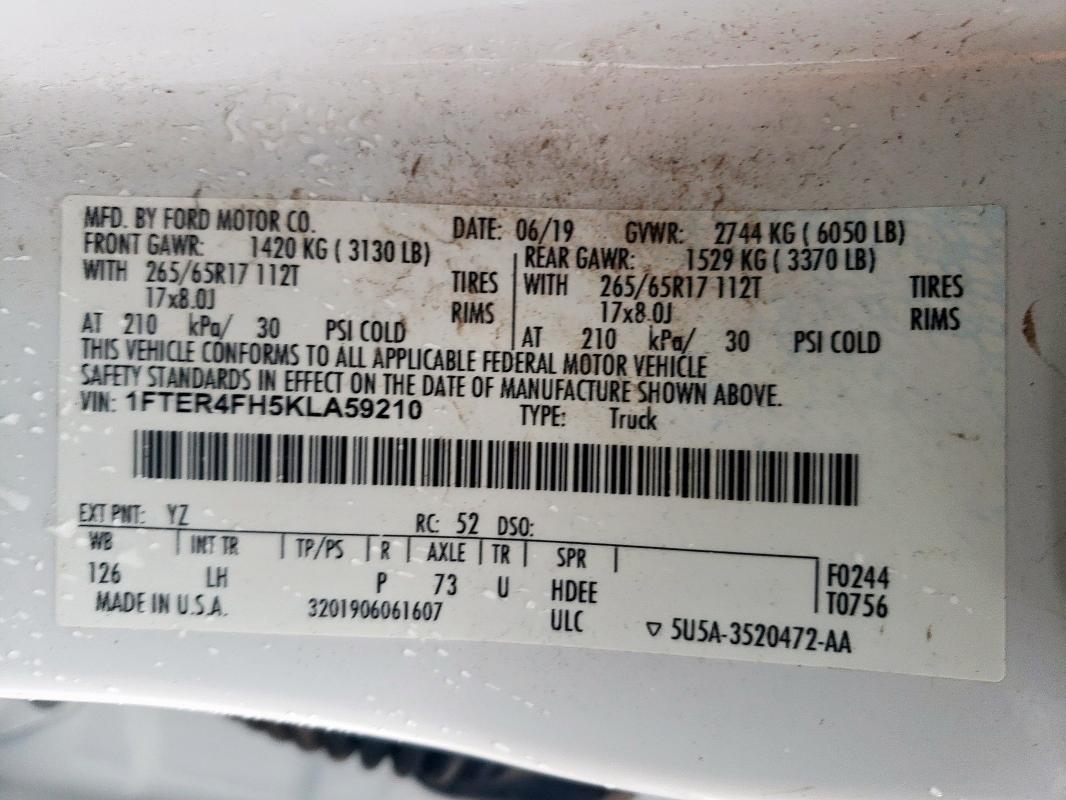 MFD. BY FORD MOTOR CO. DATE: 06/19 GVWR: 2744 KG ( 6050 LB)
FRONT GAWR: 1420 KG ( 3130 LB) REAR GAWR: 1529 KG ( 3370 LB)
WITH 265/65R17 112T TIRES WITH 265/65R17 112T TIRES
17x8.0J RIMS 17x8.0J RIMS
AT 210 kPa/ 30 PSI COLD AT 210 kPa/ 30 PSI COLD
THIS VEHICLE CONFORMS TO ALL APPLICABLE FEDERAL MOTOR VEHICLE
SAFETY STANDARDS IN EFFECT ON THE DATE OF MANUFACTURE SHOWN ABOVE.
VIN: 1FTER4FH5KLA59210 TYPE: Truck
EXT PNT: YZ RC: 52 DSO:
WB INT TR TP/PS R AXLE TR SPR
126 LH P 73 U HDEE F0244
MADE IN U.S.A. 3201906061607 ULC T0756
▽ 5U5A-3520472-AA